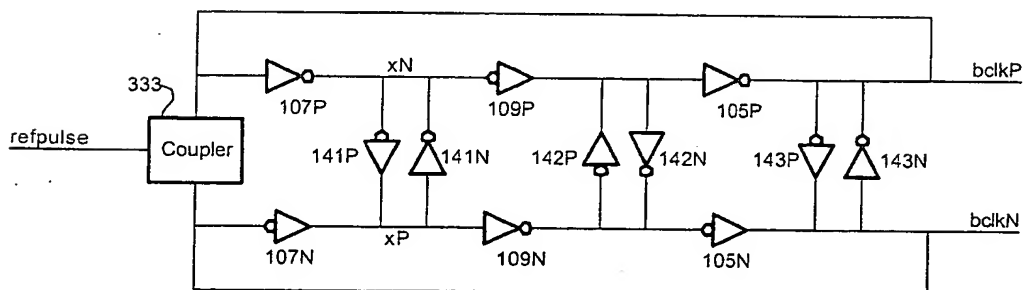 333
refpulse
Coupler
107P
xN
109P
105P
bclkP
141P
141N
142P
142N
143P
143N
107N
xP
109N
105N
bclkN